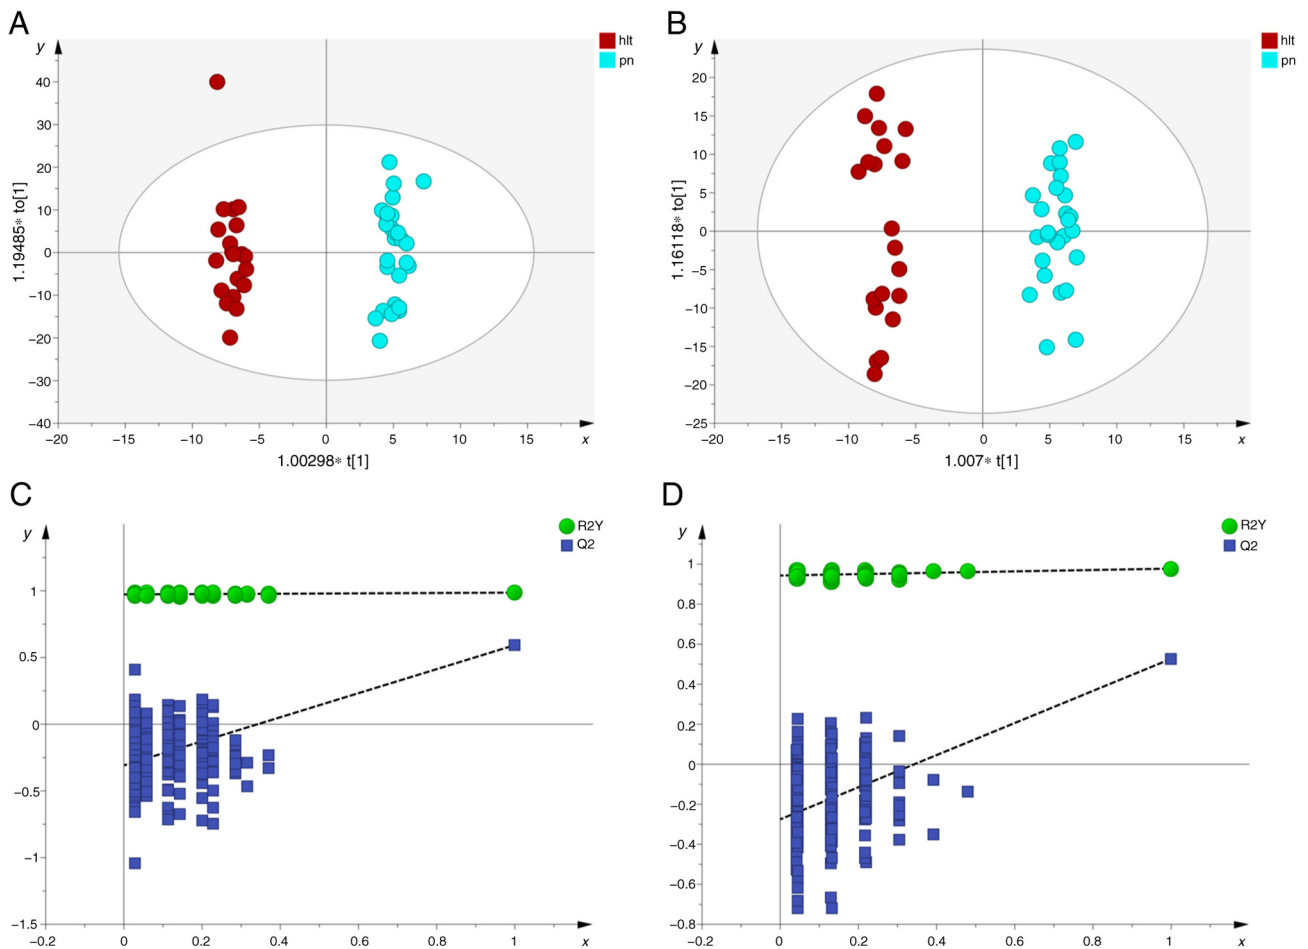 A
y
hlt
pn
40
30
20
10
0
−10
−20
−30
−40
−20
−15
−10
−5
0
5
10
15
x
1.19485* to[1]
1.00298* t[1]
B
y
hlt
pn
20
15
10
5
0
−5
−10
−15
−20
−25
−20
−15
−10
−5
0
5
10
15
x
1.16118* to[1]
1.007* t[1]
C
y
R2Y
Q2
1
0.5
0
−0.5
−1
−1.5
−0.2
0
0.2
0.4
0.6
0.8
1
x
D
y
R2Y
Q2
1
0.8
0.6
0.4
0.2
0
−0.2
−0.4
−0.6
−0.8
−0.2
0
0.2
0.4
0.6
0.8
1
x